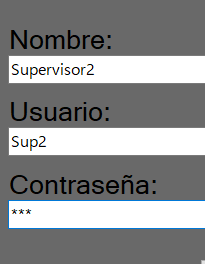 Nombre:
Supervisor2
Usuario:
Sup2
Contraseña:
***